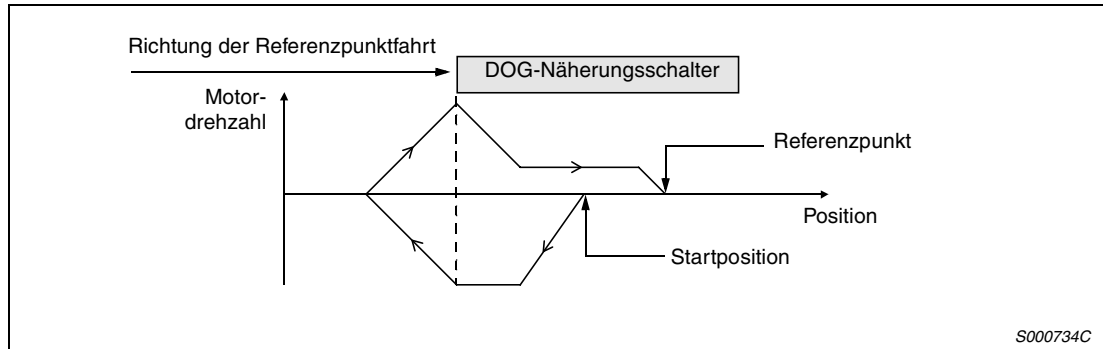 Richtung der Referenzpunktfahrt
DOG-Näherungsschalter
Motor-
drehzahl
Referenzpunkt
Position
Startposition
S000734C